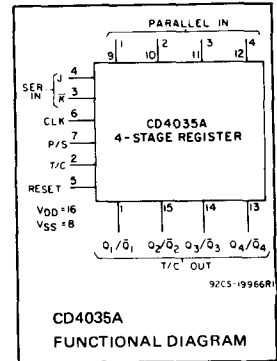 PARALLEL IN
1 2 3 4
9 10 11 12
SER. IN
J 4
K̅ 3
CLK 6
P/S 7
T/C 2
RESET 5
CD4035A
4-STAGE REGISTER
VDD =16
VSS = 8
1 15 14 13
Q1/Q̅1 Q2/Q̅2 Q3/Q̅3 Q4/Q̅4
T/C OUT
92CS-19966R1
CD4035A
FUNCTIONAL DIAGRAM